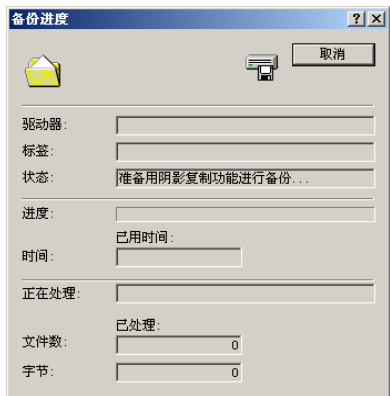 备份进度
取消
驱动器:
标签:
状态: 准备用阴影复制功能进行备份...
进度:
已用时间:
时间:
正在处理:
已处理:
文件数: 0
字节: 0